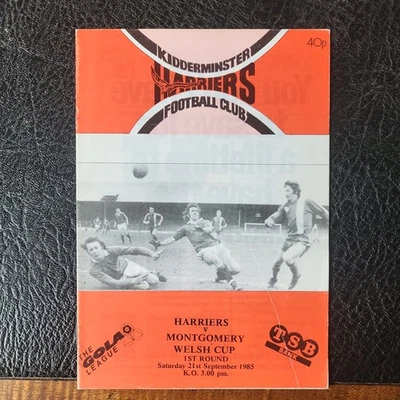 40p
KIDDERMINSTER
HARRIERS
FOOTBALL CLUB
HARRIERS
v
MONTGOMERY
WELSH CUP
1ST ROUND
Saturday 21st September 1985
K.O. 3.00 pm.
THE
GOLA
LEAGUE
TSB
BANK